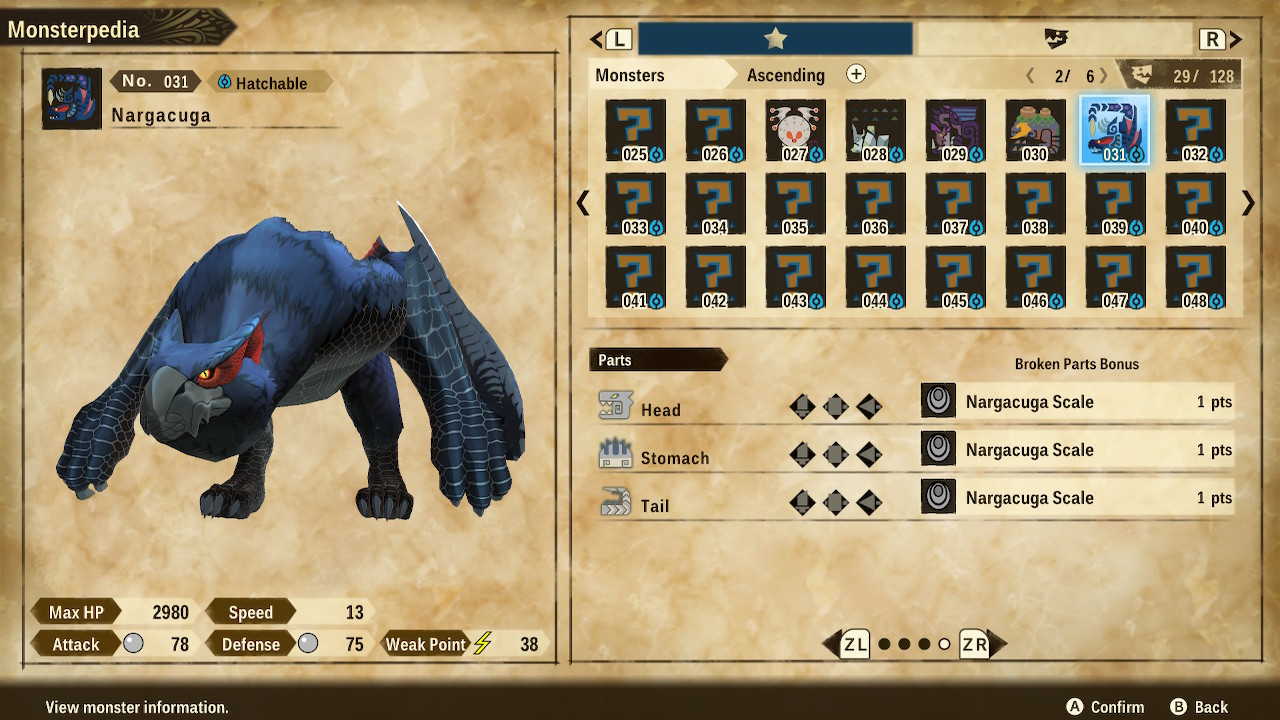 Monsterpedia
No. 031
Hatchable
Nargacuga
L
R
Monsters
Ascending
2/ 6
29/ 128
025 026 027 028 029 030 031 032
033 034 035 036 037 038 039 040
041 042 043 044 045 046 047 048
Parts
Broken Parts Bonus
Head
Nargacuga Scale 1 pts
Stomach
Nargacuga Scale 1 pts
Tail
Nargacuga Scale 1 pts
Max HP 2980 Speed 13
Attack 78 Defense 75 Weak Point 38
ZL ZR
View monster information.
A Confirm B Back